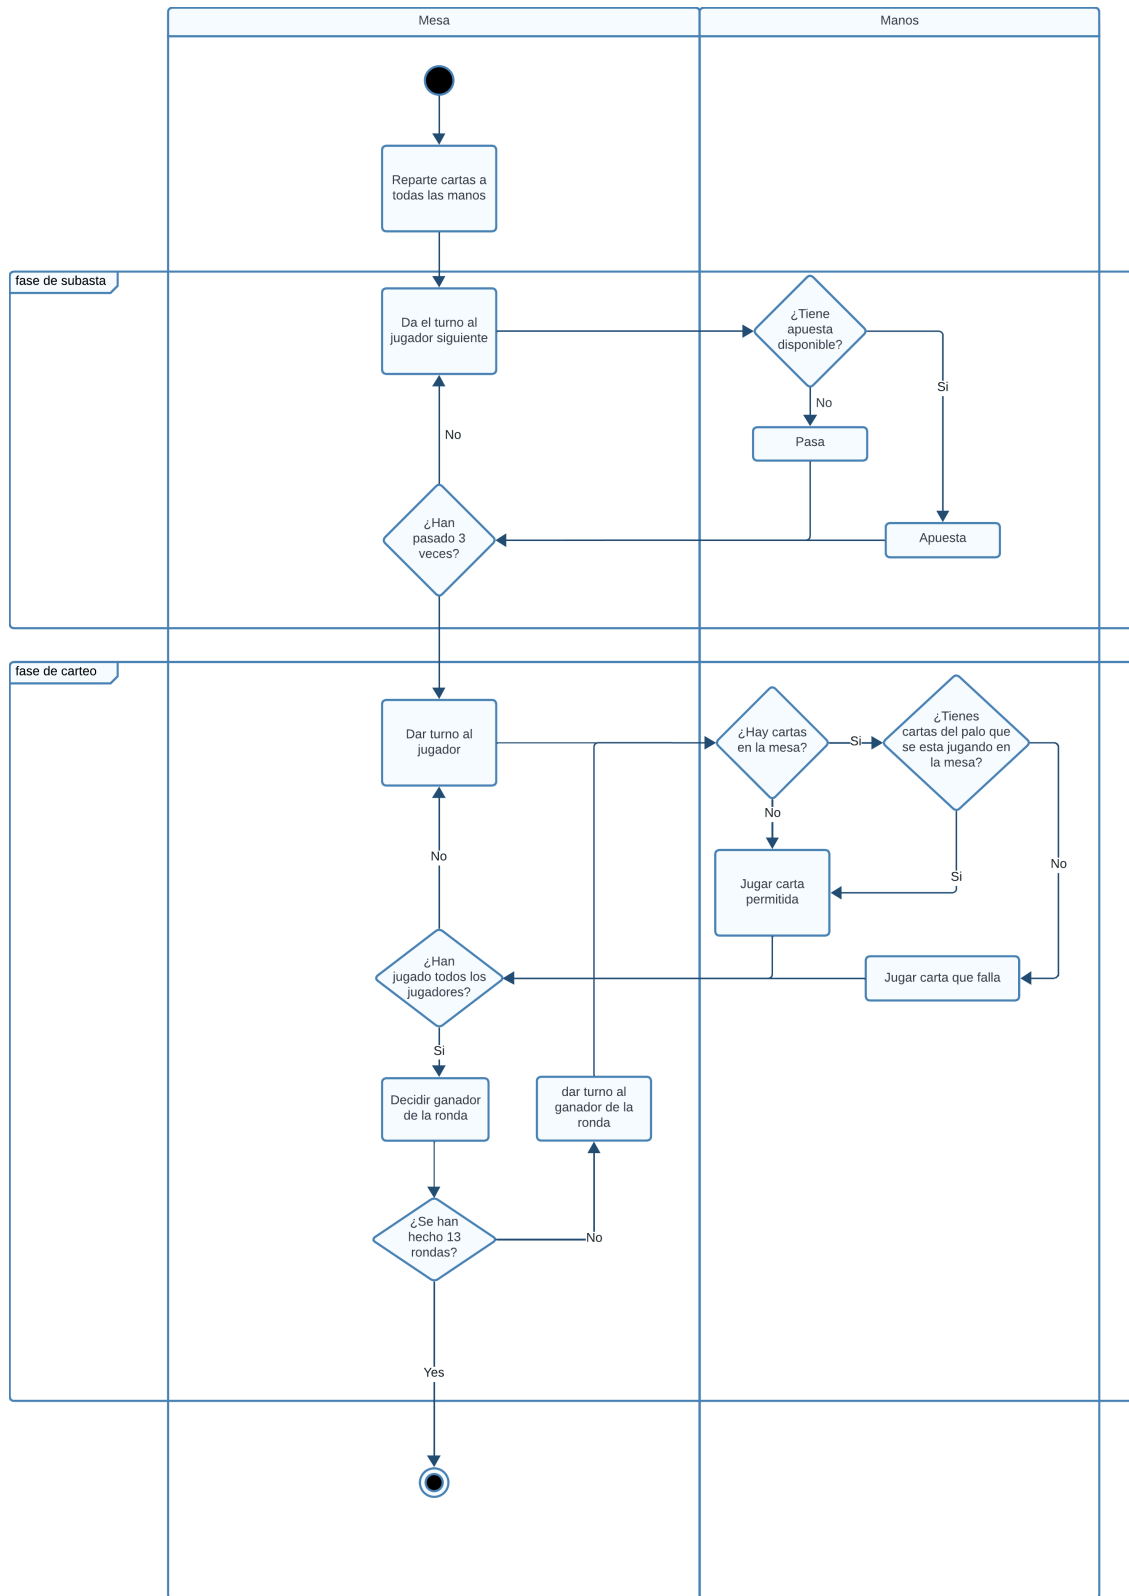 Mesa
Manos
Reparte cartas a
todas las manos
fase de subasta
Da el turno al
jugador siguiente
¿Tiene
apuesta
disponible?
Si
No
Pasa
No
¿Han
pasado 3
veces?
Apuesta
fase de carteo
Dar turno al
jugador
¿Hay cartas
en la mesa?
Si
¿Tienes
cartas del palo que
se esta jugando en
la mesa?
No
No
Si
No
Jugar carta
permitida
¿Han
jugado todos los
jugadores?
Jugar carta que falla
Si
Decidir ganador
de la ronda
dar turno al
ganador de la
ronda
¿Se han
hecho 13
rondas?
No
Yes